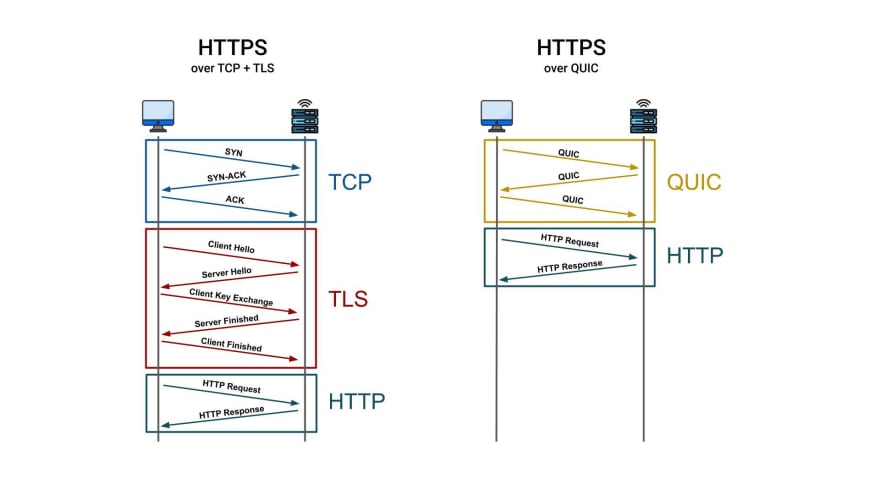 HTTPS
over TCP + TLS
SYN
SYN-ACK
ACK
TCP
Client Hello
Server Hello
Client Key Exchange
Server Finished
Client Finished
TLS
HTTP Request
HTTP Response
HTTP
HTTPS
over QUIC
QUIC
QUIC
QUIC
QUIC
HTTP Request
HTTP Response
HTTP